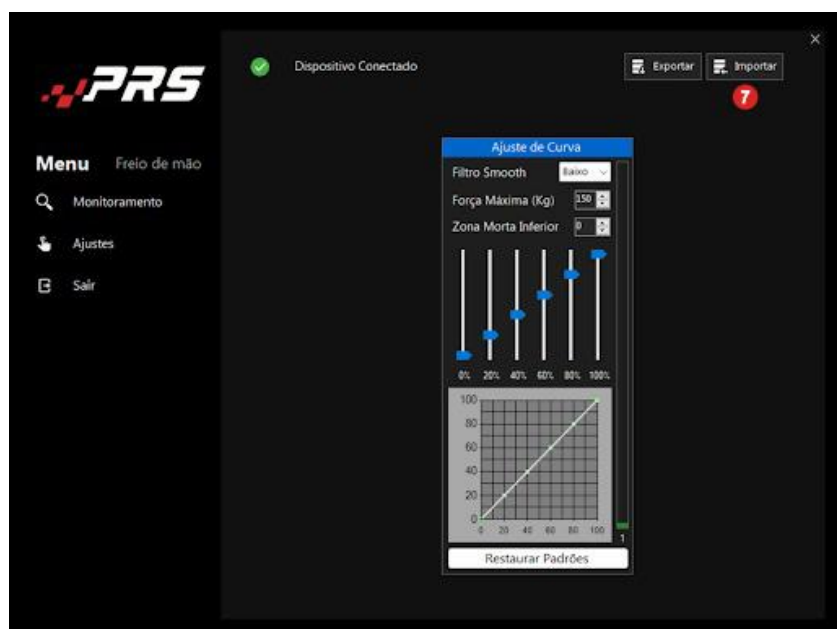 PRS
Dispositivo Conectado
Exportar
Importar
7
Menu Freio de mão
Monitoramento
Ajustes
Sair
Ajuste de Curva
Filtro Smooth Baixo
Força Máxima (Kg) 150
Zona Morta Inferior 0
0% 20% 40% 60% 80% 100%
100
80
60
40
20
0
0 20 40 60 80 100
1
Restaurar Padrões